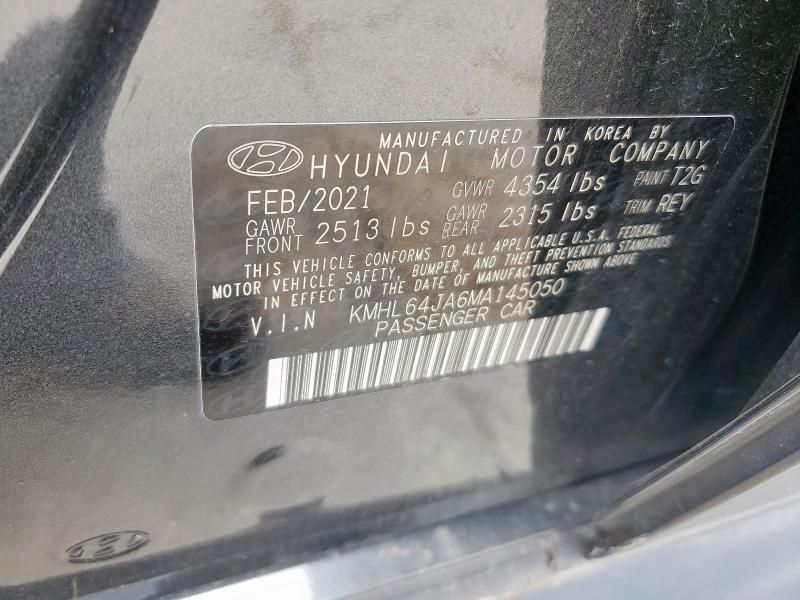 MANUFACTURED IN KOREA BY
HYUNDAI MOTOR COMPANY
FEB/2021 GVWR 4354 lbs PAINT T2G
GAWR FRONT 2513 lbs GAWR REAR 2315 lbs TRIM REY
THIS VEHICLE CONFORMS TO ALL APPLICABLE U.S.A. FEDERAL
MOTOR VEHICLE SAFETY, BUMPER, AND THEFT PREVENTION STANDARDS
IN EFFECT ON THE DATE OF MANUFACTURE SHOWN ABOVE
V.I.N KMHL64JA6MA145050
PASSENGER CAR